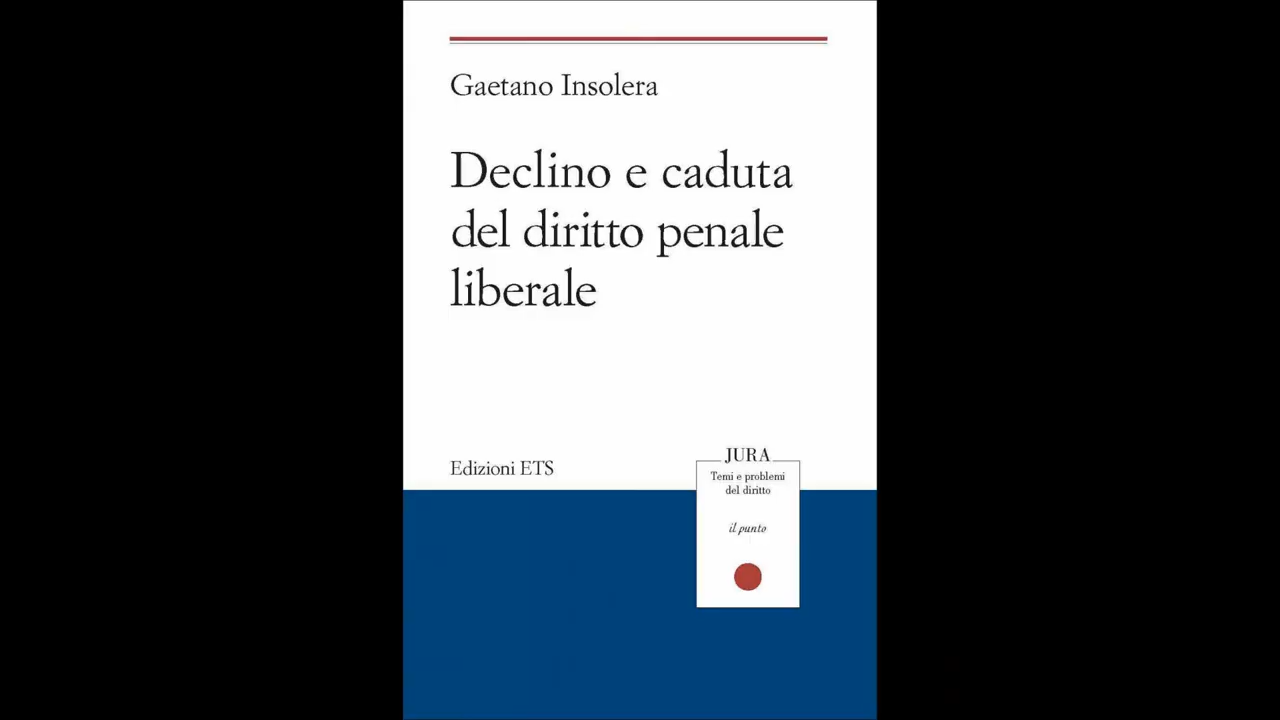 Gaetano Insolera
Declino e caduta
del diritto penale
liberale
Edizioni ETS
JURA
Temi e problemi
del diritto
il punto